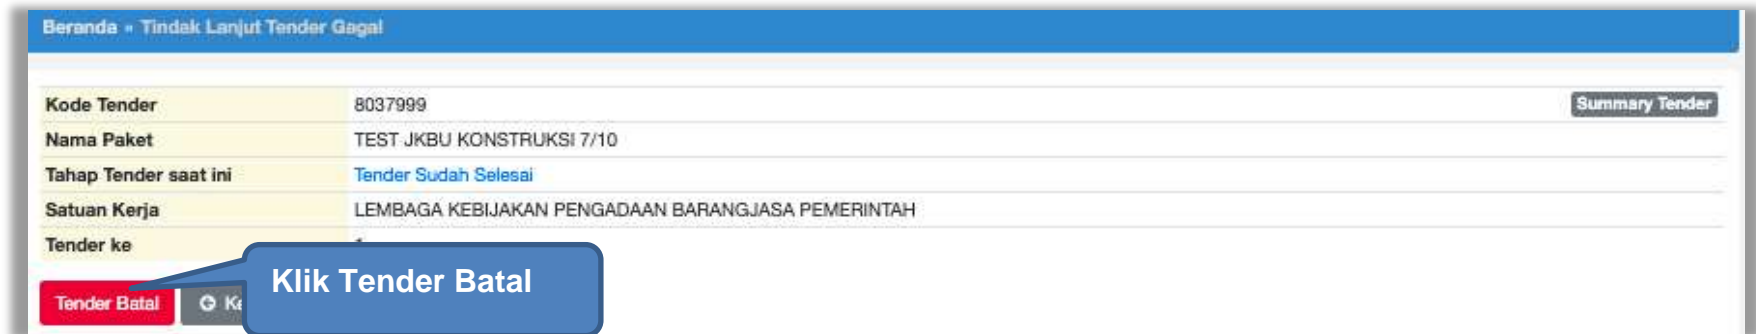 Beranda » Tindak Lanjut Tender Gagal
Kode Tender 8037999 Summary Tender
Nama Paket TEST JKBU KONSTRUKSI 7/10
Tahap Tender saat ini Tender Sudah Selesai
Satuan Kerja LEMBAGA KEBIJAKAN PENGADAAN BARANGJASA PEMERINTAH
Tender ke
Klik Tender Batal
Tender Batal